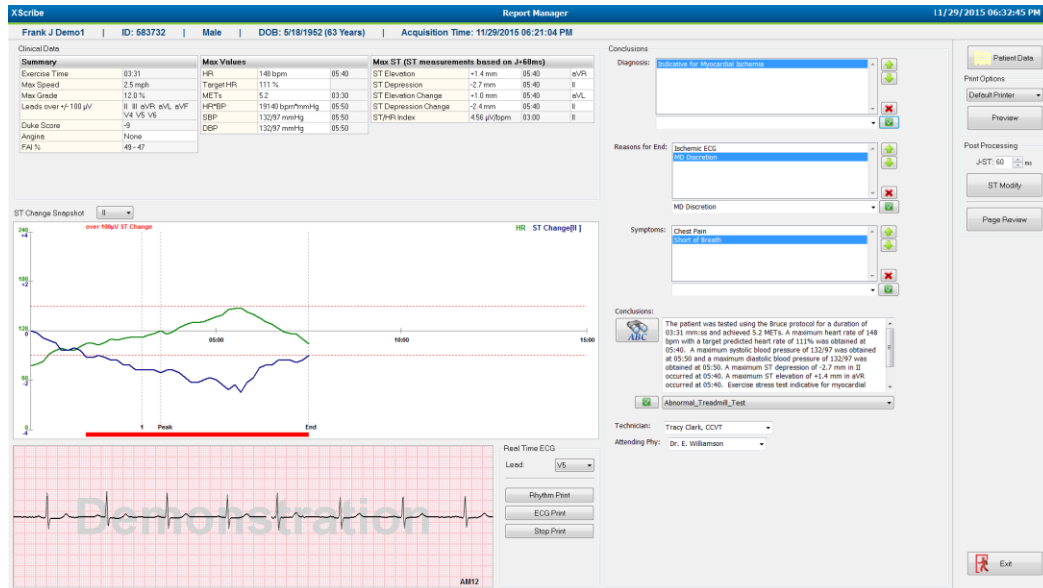 XScribe Report Manager 11/29/2015 06:32:45 PM
Frank J Demo1 | ID: 583732 | Male | DOB: 5/18/1952 (63 Years) | Acquisition Time: 11/29/2015 06:21:04 PM
Clinical Data
Summary
Exercise Time 03:31
Max Speed 2.5 mph
Max Grade 12.0 %
Leads over +/-100 µV II III aVR aVL aVF
V4 V5 V6
Duke Score -9
Angina None
FAI % 49 - 47
Max Values
HR 148 bpm 05:40
Target HR 111 %
METs 5.2 03:30
HR*BP 19140 bpm*mmHg 05:50
SBP 132/97 mmHg 05:50
DBP 132/97 mmHg 05:50
Max ST (ST measurements based on J+60ms)
ST Elevation +1.4 mm 05:40 aVR
ST Depression -2.7 mm 05:40 II
ST Elevation Change +1.0 mm 05:40 aVL
ST Depression Change -2.4 mm 05:40 II
ST/HR Index 4.56 µV/bpm 03:00 II
ST Change Snapshot II
240 over 100µV ST Change HR ST Change[II ]
+4
180
+2
120
0
05:00 10:00 15:00
60
-2
0
-4
1 Peak End
Demonstration
AM12
Real Time ECG
Lead: V5
Rhythm Print
ECG Print
Stop Print
Conclusions
Diagnosis: Indicative for Myocardial Ischemia
Reasons for End: Ischemic ECG
MD Discretion
MD Discretion
Symptoms: Chest Pain
Short of Breath
Conclusions:
ABC
The patient was tested using the Bruce protocol for a duration of
03:31 mm:ss and achieved 5.2 METs. A maximum heart rate of 148
bpm with a target predicted heart rate of 111% was obtained at
05:40. A maximum systolic blood pressure of 132/97 was obtained
at 05:50 and a maximum diastolic blood pressure of 132/97 was
obtained at 05:50. A maximum ST depression of -2.7 mm in II
occurred at 05:40. A maximum ST elevation of +1.4 mm in aVR
occurred at 05:40. Exercise stress test indicative for myocardial
Abnormal_Treadmill_Test
Technician: Tracy Clark, CCVT
Attending Phy: Dr. E. Williamson
Patient Data
Print Options
Default Printer
Preview
Post Processing
J-ST: 60 ms
ST Modify
Page Review
Exit